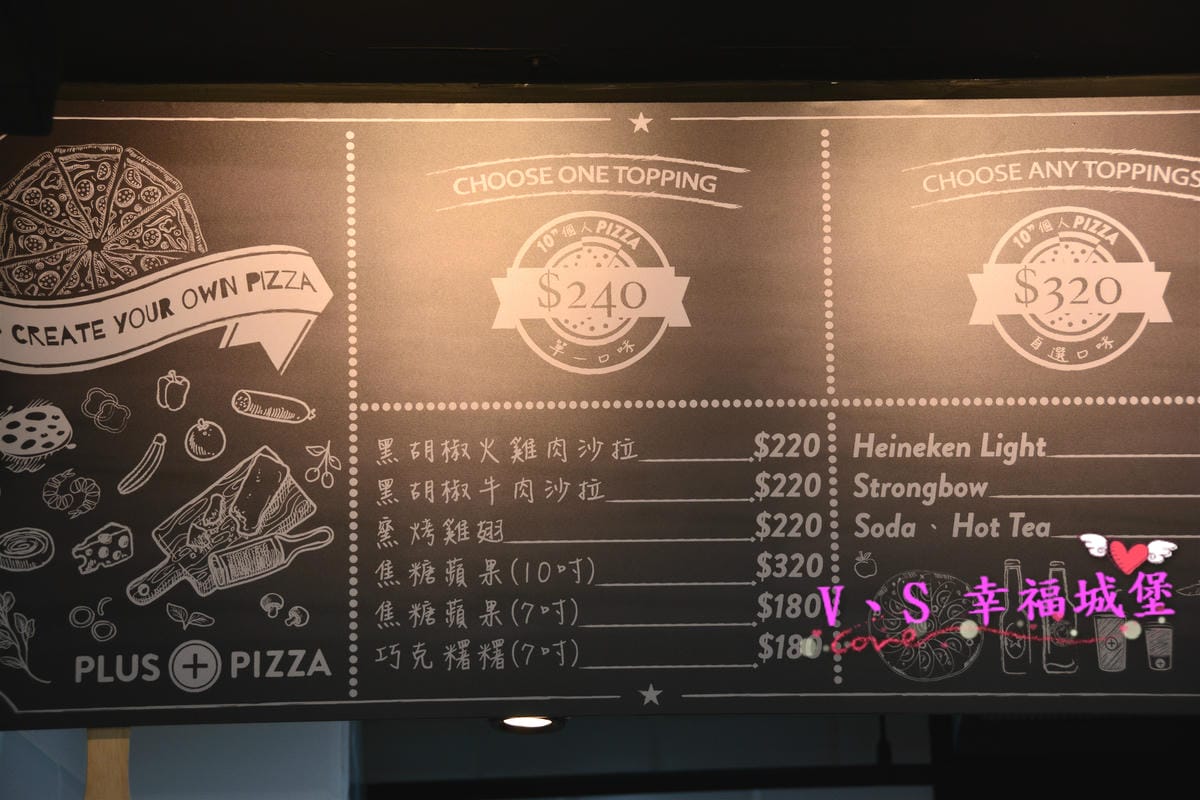 CREATE YOUR OWN PIZZA
PLUS + PIZZA
CHOOSE ONE TOPPING
10" 個人 PIZZA
$240
單一口味
黑胡椒火雞肉沙拉 $220
黑胡椒牛肉沙拉 $220
窯烤雞翅 $220
焦糖蘋果(10吋) $320
焦糖蘋果(7吋) $180
巧克糬糬(7吋)
CHOOSE ANY TOPPINGS
10" 個人 PIZZA
$320
自選口味
Heineken Light
Strongbow
Soda、Hot Tea
V、S 幸福城堡
Love